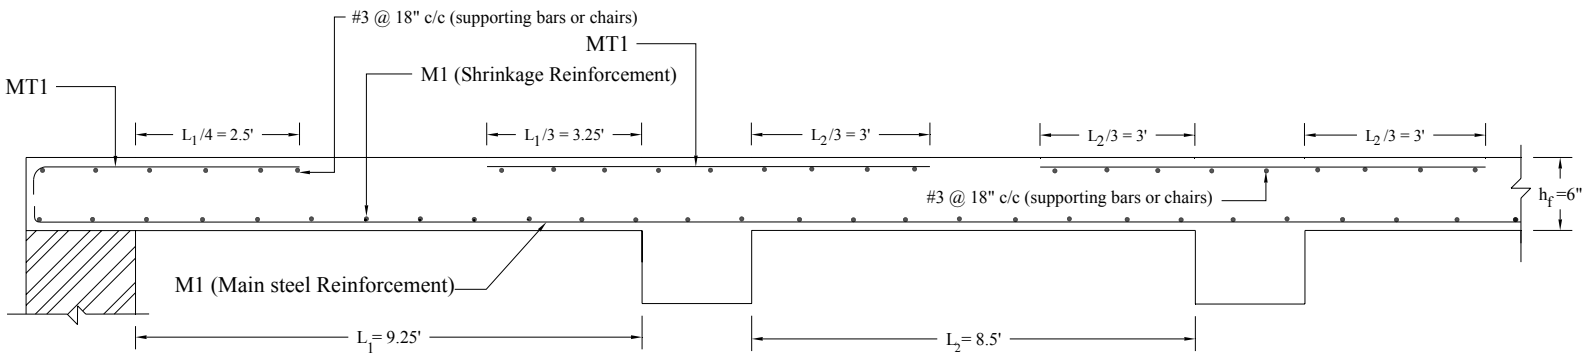 #3 @ 18" c/c (supporting bars or chairs)
MT1
M1 (Shrinkage Reinforcement)
MT1
L1/4 = 2.5'
L1/3 = 3.25'
L2/3 = 3'
L2/3 = 3'
L2/3 = 3'
#3 @ 18" c/c (supporting bars or chairs)
hf=6"
M1 (Main steel Reinforcement)
L1= 9.25'
L2= 8.5'